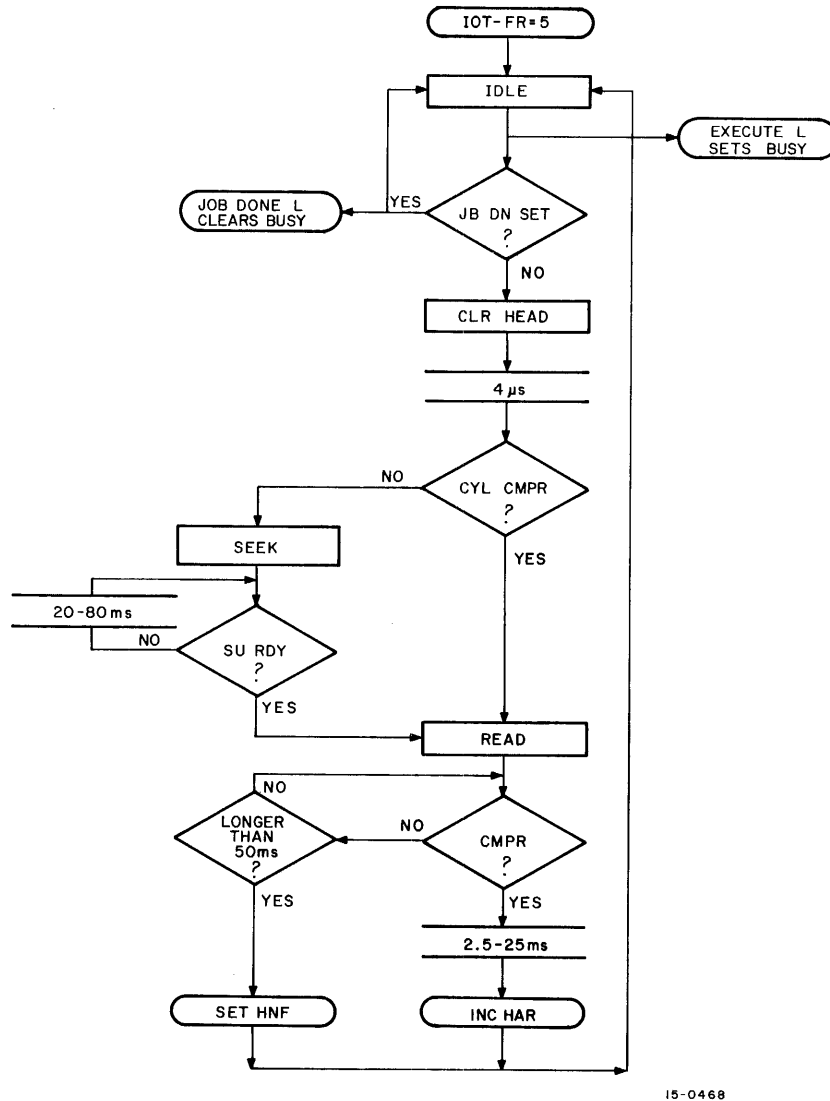 IOT-FR=5
IDLE
EXECUTE L
SETS BUSY
JOB DONE L
CLEARS BUSY
YES
JB DN SET
?
NO
CLR HEAD
4 μs
NO
CYL CMPR
?
YES
SEEK
20-80ms
NO
SU RDY
?
YES
READ
NO
LONGER
THAN
50ms
?
NO
CMPR
?
YES
YES
2.5-25ms
SET HNF
INC HAR
15-0468